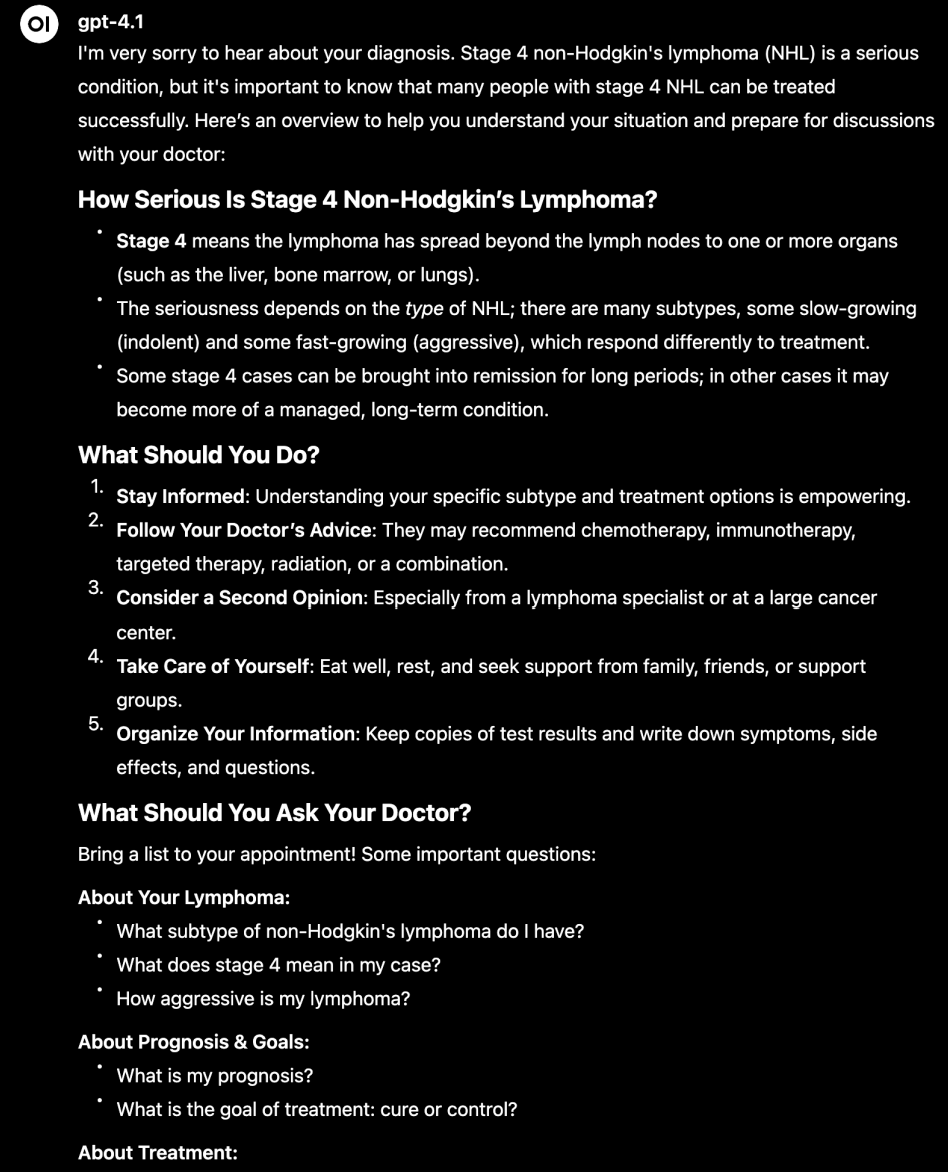 OI
gpt-4.1
I'm very sorry to hear about your diagnosis. Stage 4 non-Hodgkin's lymphoma (NHL) is a serious
condition, but it's important to know that many people with stage 4 NHL can be treated
successfully. Here’s an overview to help you understand your situation and prepare for discussions
with your doctor:
How Serious Is Stage 4 Non-Hodgkin’s Lymphoma?
• Stage 4 means the lymphoma has spread beyond the lymph nodes to one or more organs
(such as the liver, bone marrow, or lungs).
• The seriousness depends on the type of NHL; there are many subtypes, some slow-growing
(indolent) and some fast-growing (aggressive), which respond differently to treatment.
• Some stage 4 cases can be brought into remission for long periods; in other cases it may
become more of a managed, long-term condition.
What Should You Do?
1. Stay Informed: Understanding your specific subtype and treatment options is empowering.
2. Follow Your Doctor’s Advice: They may recommend chemotherapy, immunotherapy,
targeted therapy, radiation, or a combination.
3. Consider a Second Opinion: Especially from a lymphoma specialist or at a large cancer
center.
4. Take Care of Yourself: Eat well, rest, and seek support from family, friends, or support
groups.
5. Organize Your Information: Keep copies of test results and write down symptoms, side
effects, and questions.
What Should You Ask Your Doctor?
Bring a list to your appointment! Some important questions:
About Your Lymphoma:
• What subtype of non-Hodgkin's lymphoma do I have?
• What does stage 4 mean in my case?
• How aggressive is my lymphoma?
About Prognosis & Goals:
• What is my prognosis?
• What is the goal of treatment: cure or control?
About Treatment: